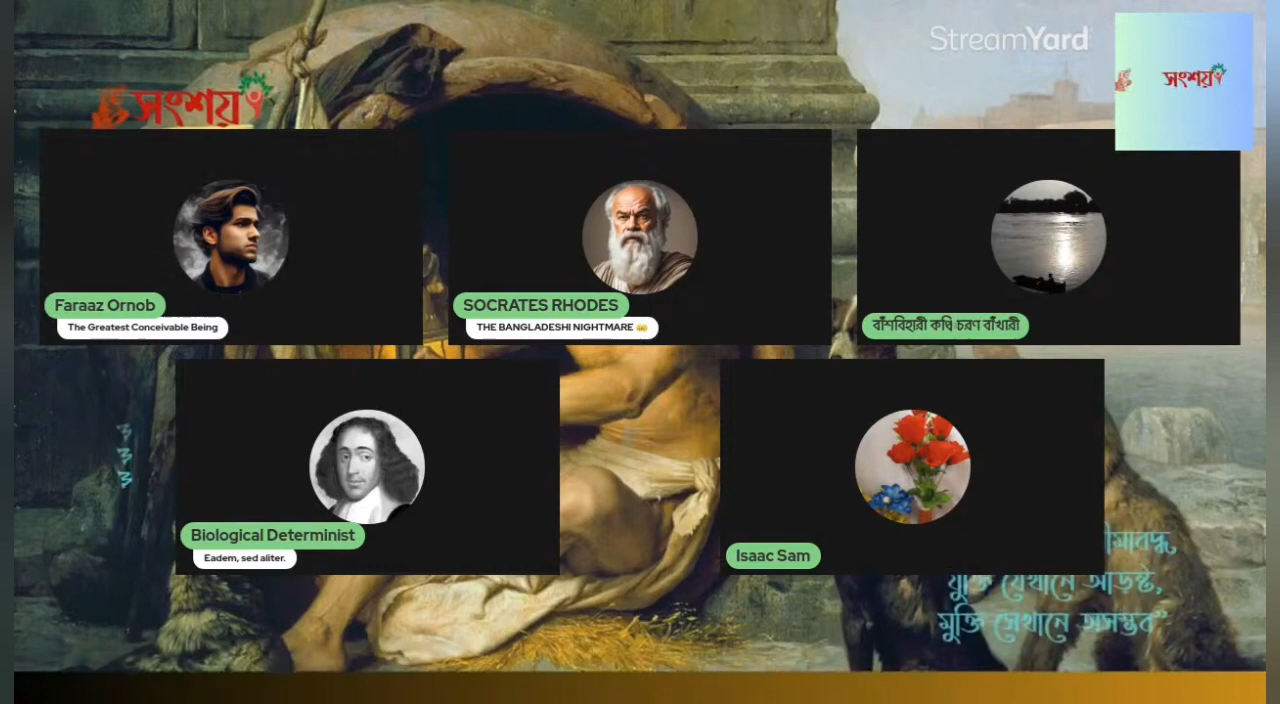 StreamYard
সংশয়
সংশয়
Faraaz Ornob
The Greatest Conceivable Being
SOCRATES RHODES
THE BANGLADESHI NIGHTMARE
বাঁশবিহারী কবি চরণ বাঁখারী
Biological Determinist
Eadem, sed aliter.
Isaac Sam
যুক্তি যেখানে আড়ষ্ট,
মুক্তি সেখানে অসম্ভব"